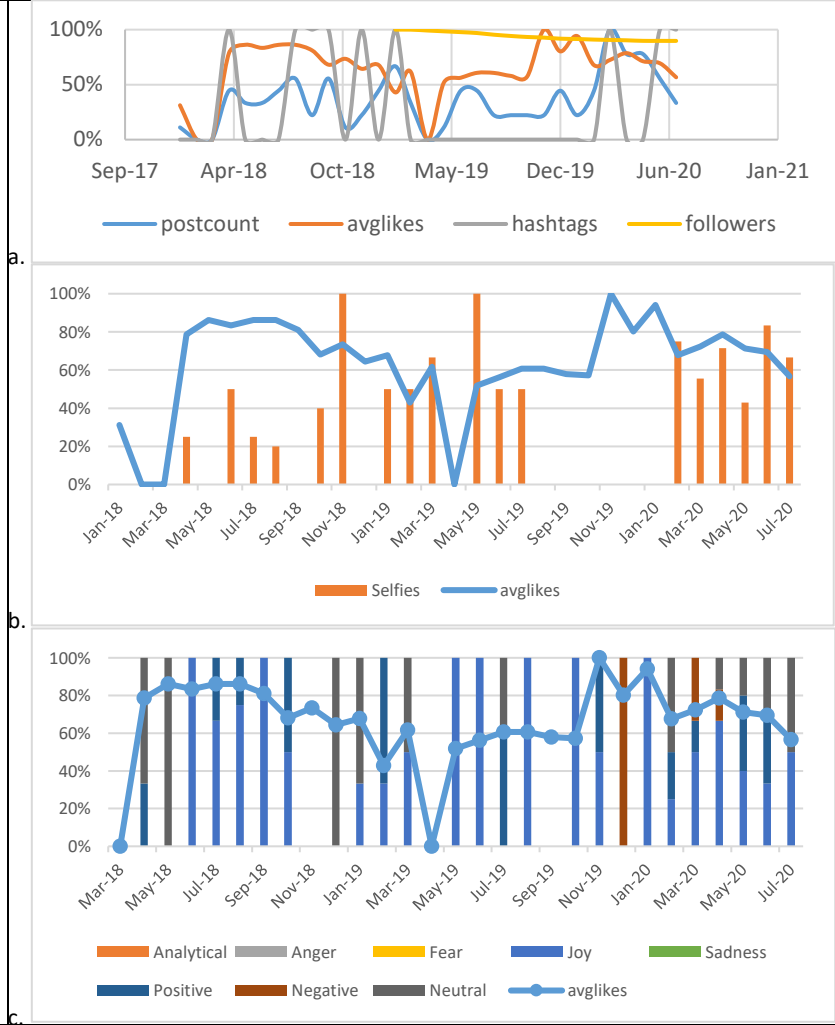 100%
50%
0%
Sep-17 Apr-18 Oct-18 May-19 Dec-19 Jun-20 Jan-21
postcount avglikes hashtags followers
a.
100%
80%
60%
40%
20%
0%
Jan-18 Mar-18 May-18 Jul-18 Sep-18 Nov-18 Jan-19 Mar-19 May-19 Jul-19 Sep-19 Nov-19 Jan-20 Mar-20 May-20 Jul-20
Selfies avglikes
b.
100%
80%
60%
40%
20%
0%
Mar-18 May-18 Jul-18 Sep-18 Nov-18 Jan-19 Mar-19 May-19 Jul-19 Sep-19 Nov-19 Jan-20 Mar-20 May-20 Jul-20
Analytical Anger Fear Joy Sadness
Positive Negative Neutral avglikes
c.